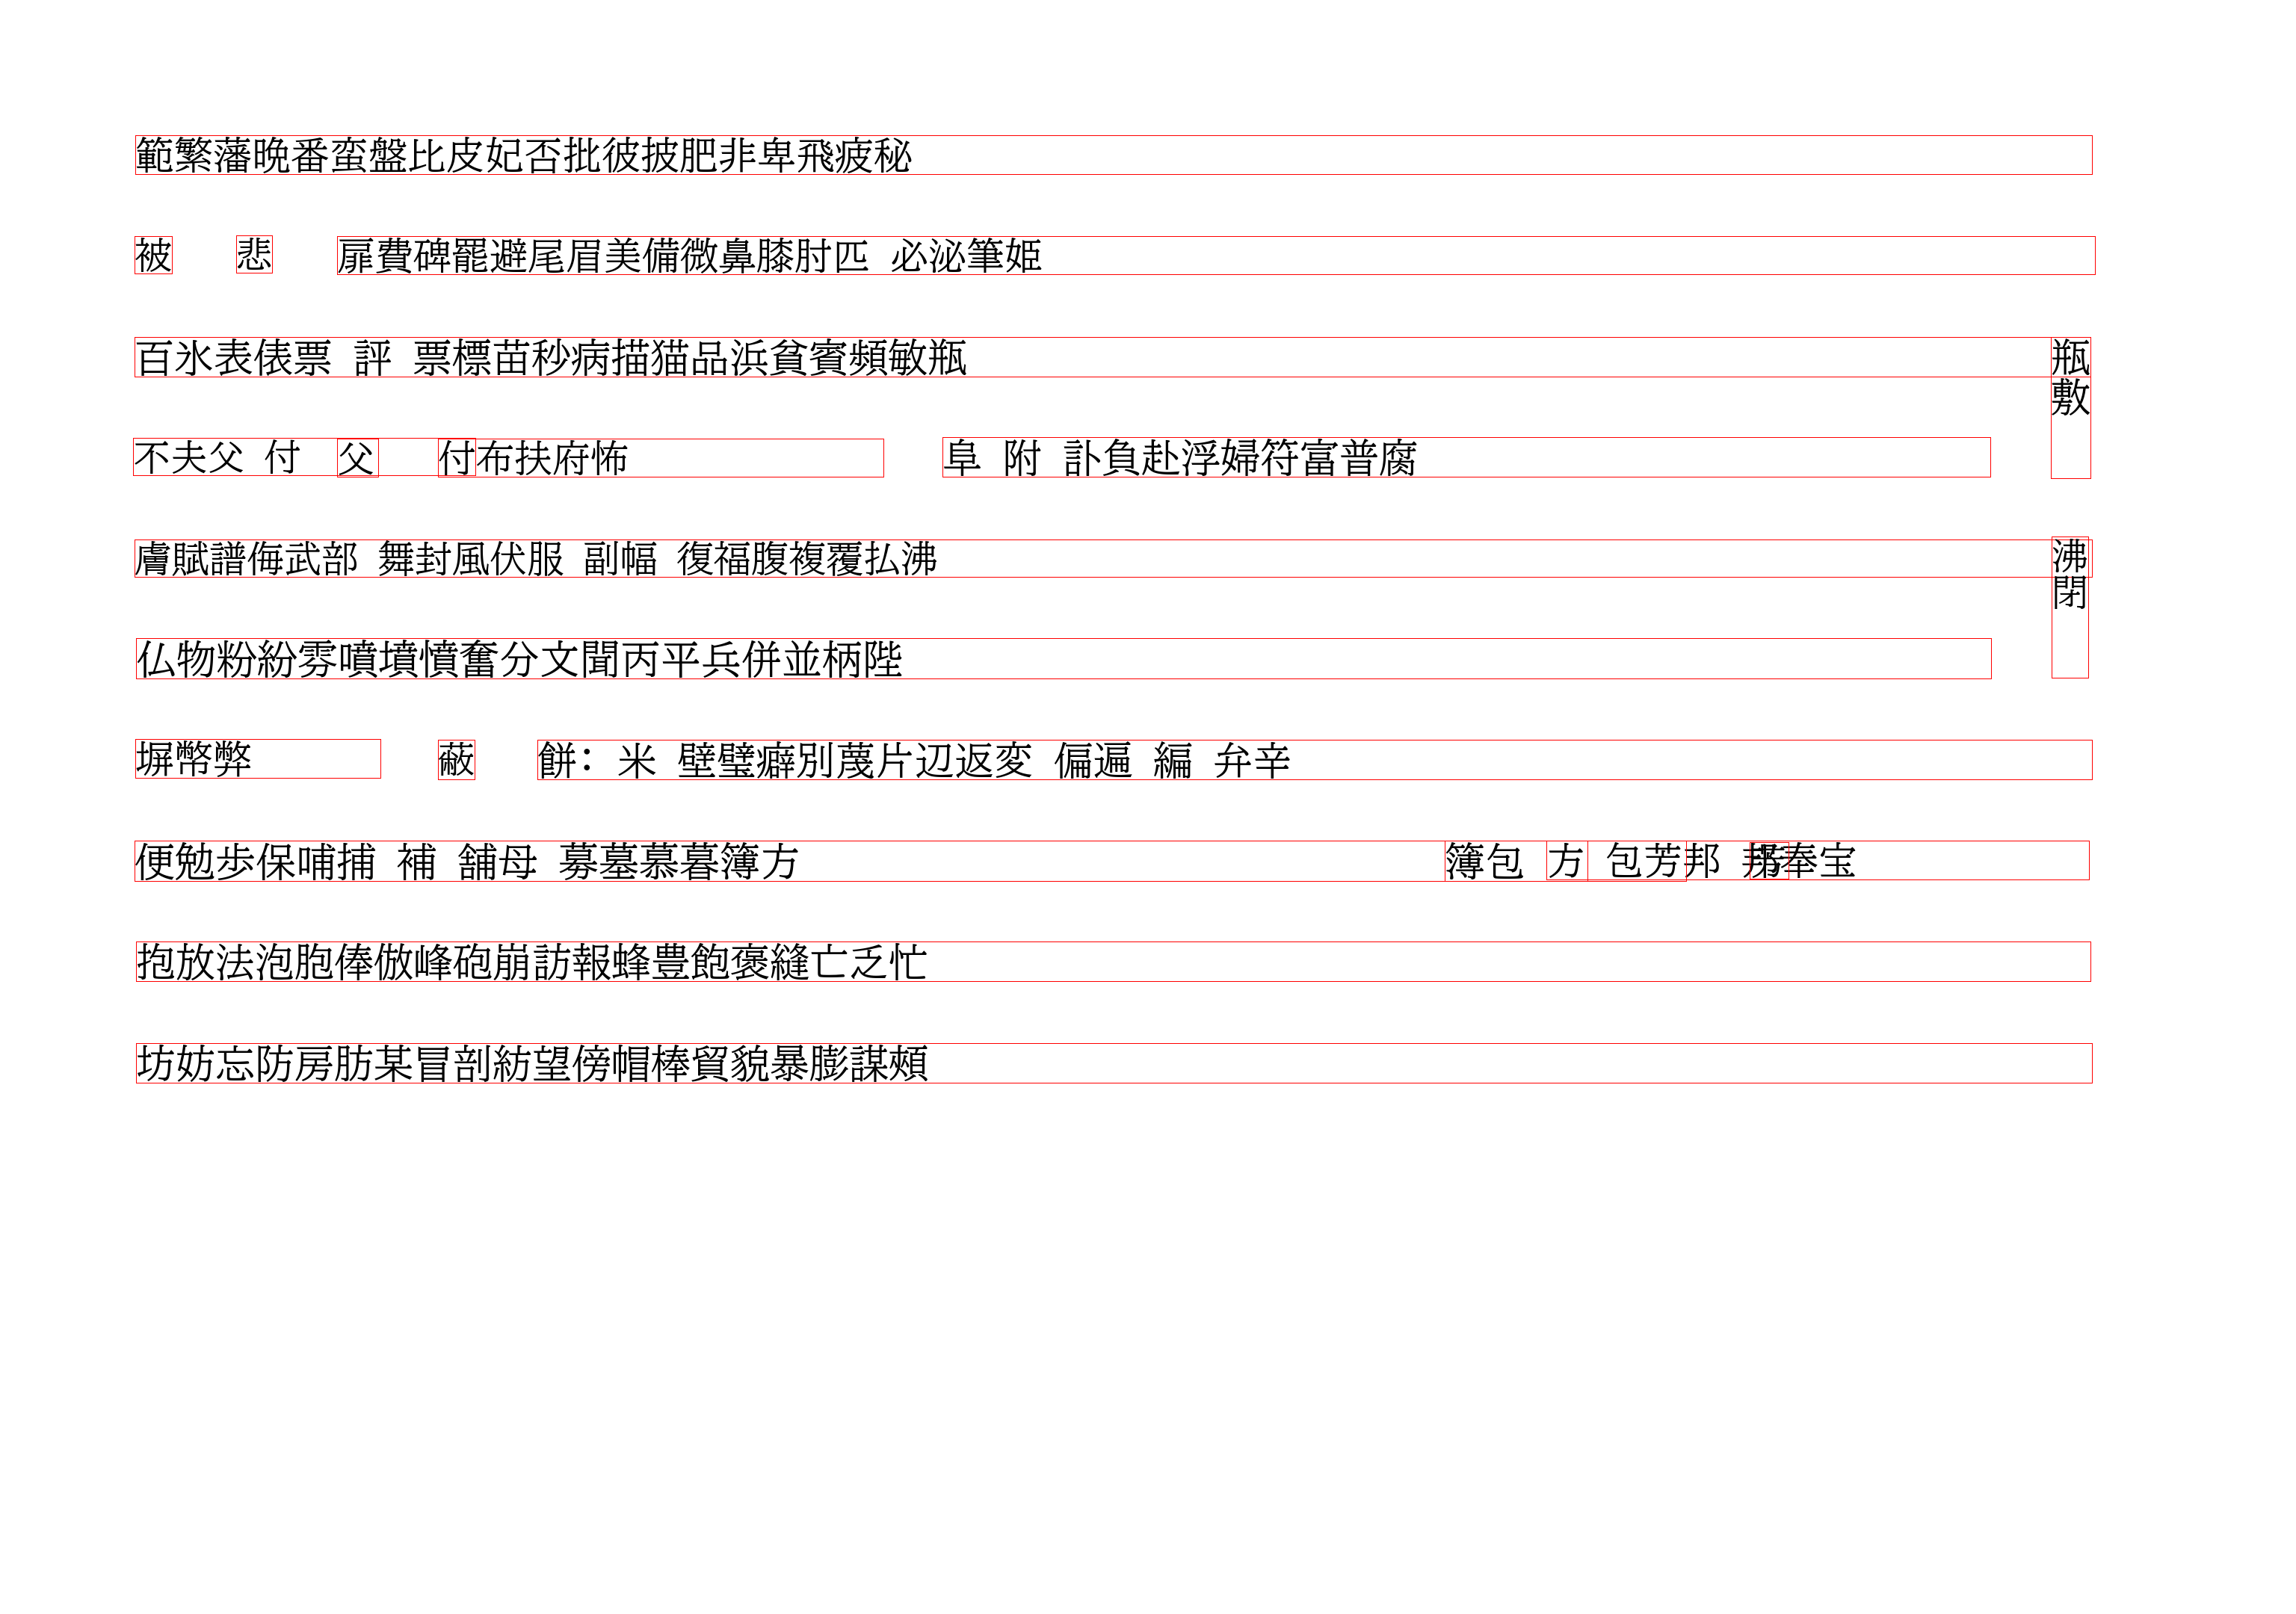 範繁藩晩番蛮盤比皮妃否批彼披肥非卑飛疲秘
被 悲 扉費碑罷避尾眉美備微鼻膝肘匹 必泌筆姫
百氷表俵票 評 票標苗秒病描猫品浜貧賓頻敏瓶
瓶敷
不夫父 付 父 付布扶府怖 阜 附 訃負赴浮婦符富普腐
膚賦譜侮武部 舞封風伏服 副幅 復福腹複覆払沸
沸閉
仏物粉紛雰噴墳憤奮分文聞丙平兵併並柄陛
塀幣弊 蔽 餅: 米 壁璧癖別蔑片辺返変 偏遍 編 弁辛
便勉歩保哺捕 補 舗母 募墓慕暮簿方 簿包 方 包芳邦 奉宝
抱放法泡胞俸倣峰砲崩訪報蜂豊飽褒縫亡乏忙
坊妨忘防房肪某冒剖紡望傍帽棒貿貌暴膨謀頰